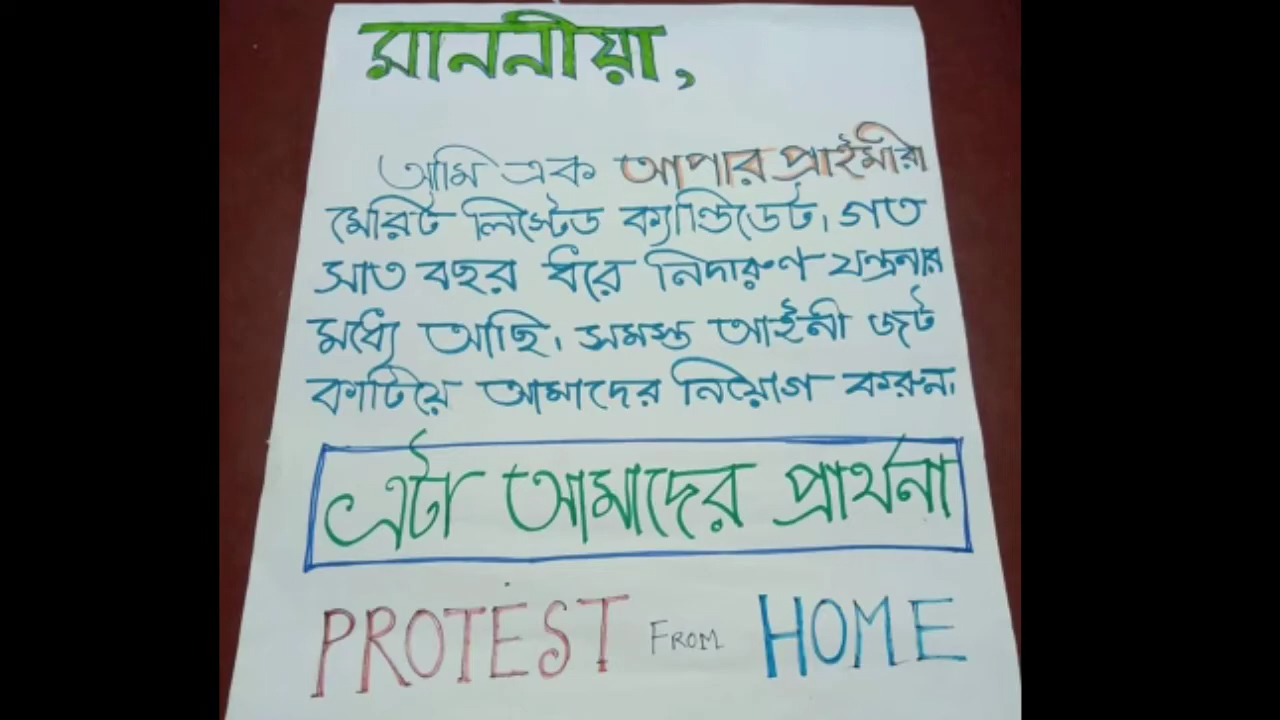 মাননীয়া,
আমি এক আপার প্রাইমারী
মেরিট লিস্টেড ক্যান্ডিডেট। গত
সাত বছর ধরে নিদারুণ যন্ত্রনার
মধ্যে আছি। সমস্ত আইনী জট
কাটিয়ে আমাদের নিয়োগ করুন।
এটা আমাদের প্রার্থনা
PROTEST FROM HOME